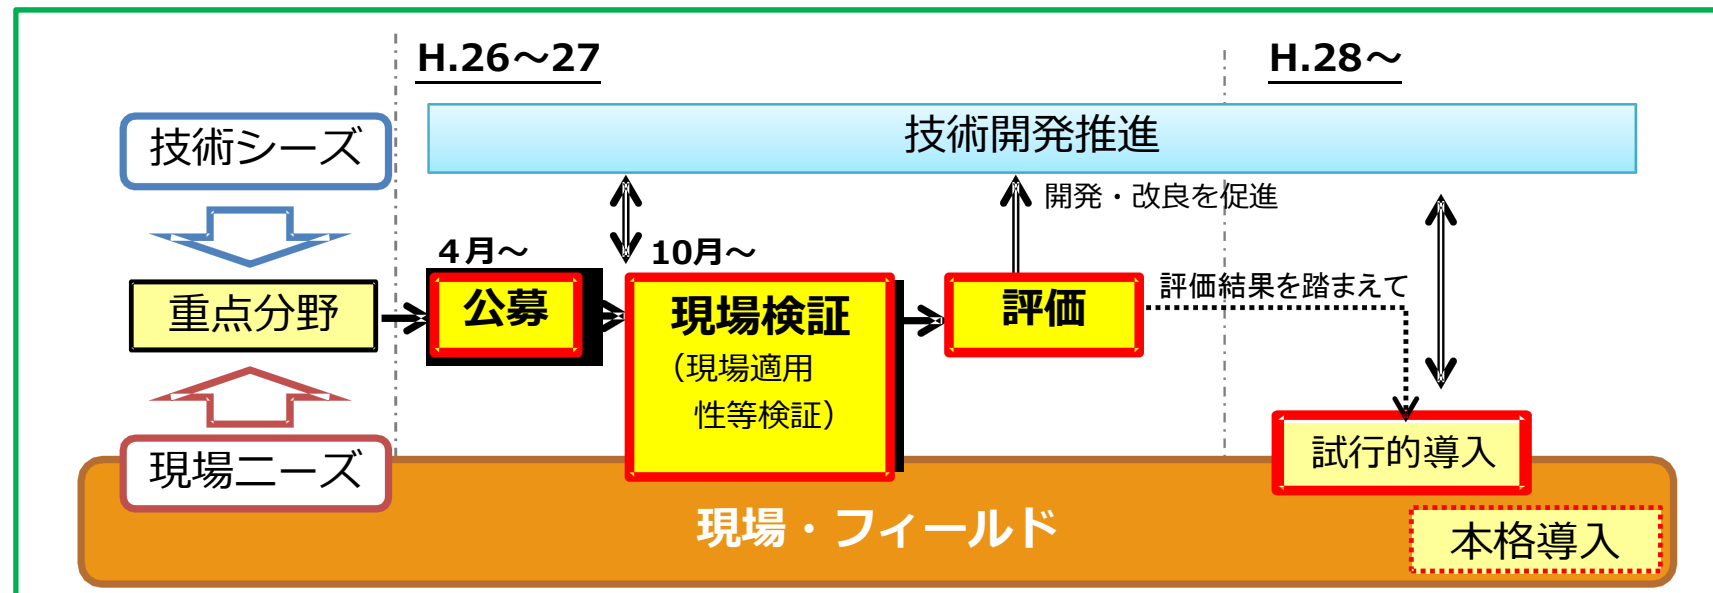 H.26～27
H.28～
技術シーズ
技術開発推進
開発・改良を促進
４月～
10月～
重点分野
公募
現場検証
（現場適用
性等検証）
評価
評価結果を踏まえて
現場ニーズ
試行的導入
現場・フィールド
本格導入